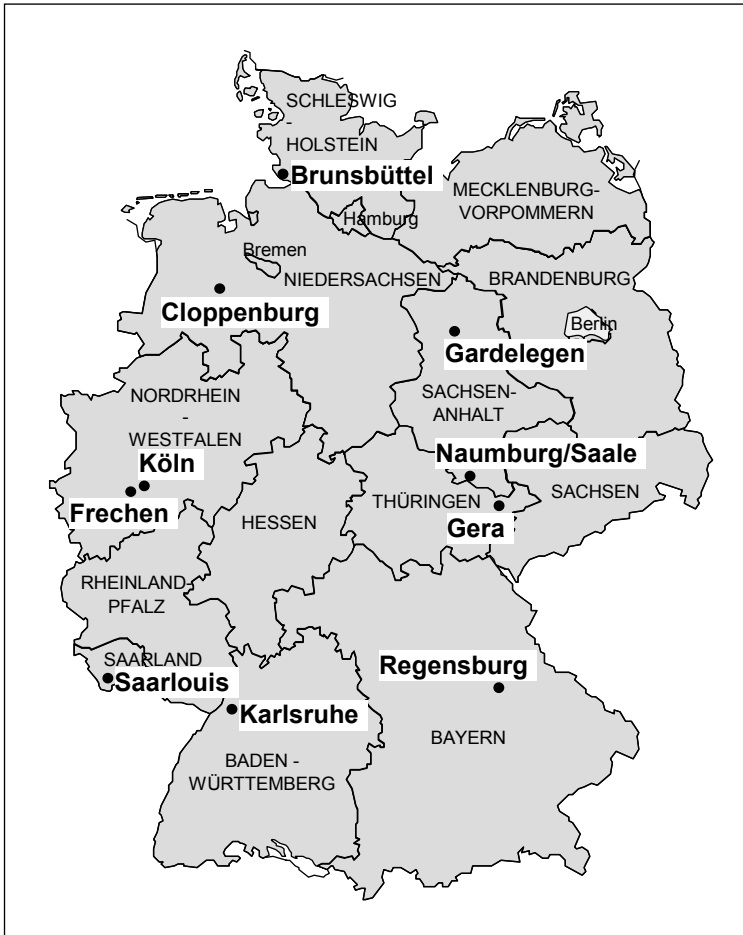 SCHLESWIG
-
HOLSTEIN
Brunsbüttel
MECKLENBURG-
VORPOMMERN
Hamburg
Bremen
NIEDERSACHSEN
BRANDENBURG
Cloppenburg
Berlin
Gardelegen
NORDRHEIN
-
WESTFALEN
SACHSEN-
ANHALT
Köln
Naumburg/Saale
Frechen
THÜRINGEN
SACHSEN
HESSEN
Gera
RHEINLAND-
PFALZ
SAARLAND
Saarlouis
Regensburg
Karlsruhe
BAYERN
BADEN -
WÜRTTEMBERG